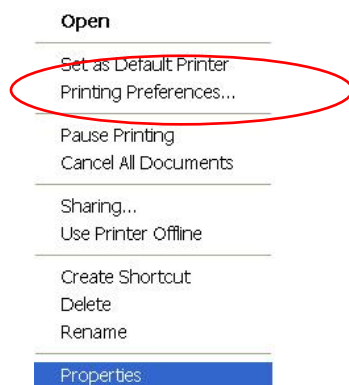 Open
Set as Default Printer
Printing Preferences...
Pause Printing
Cancel All Documents
Sharing...
Use Printer Offline
Create Shortcut
Delete
Rename
Properties